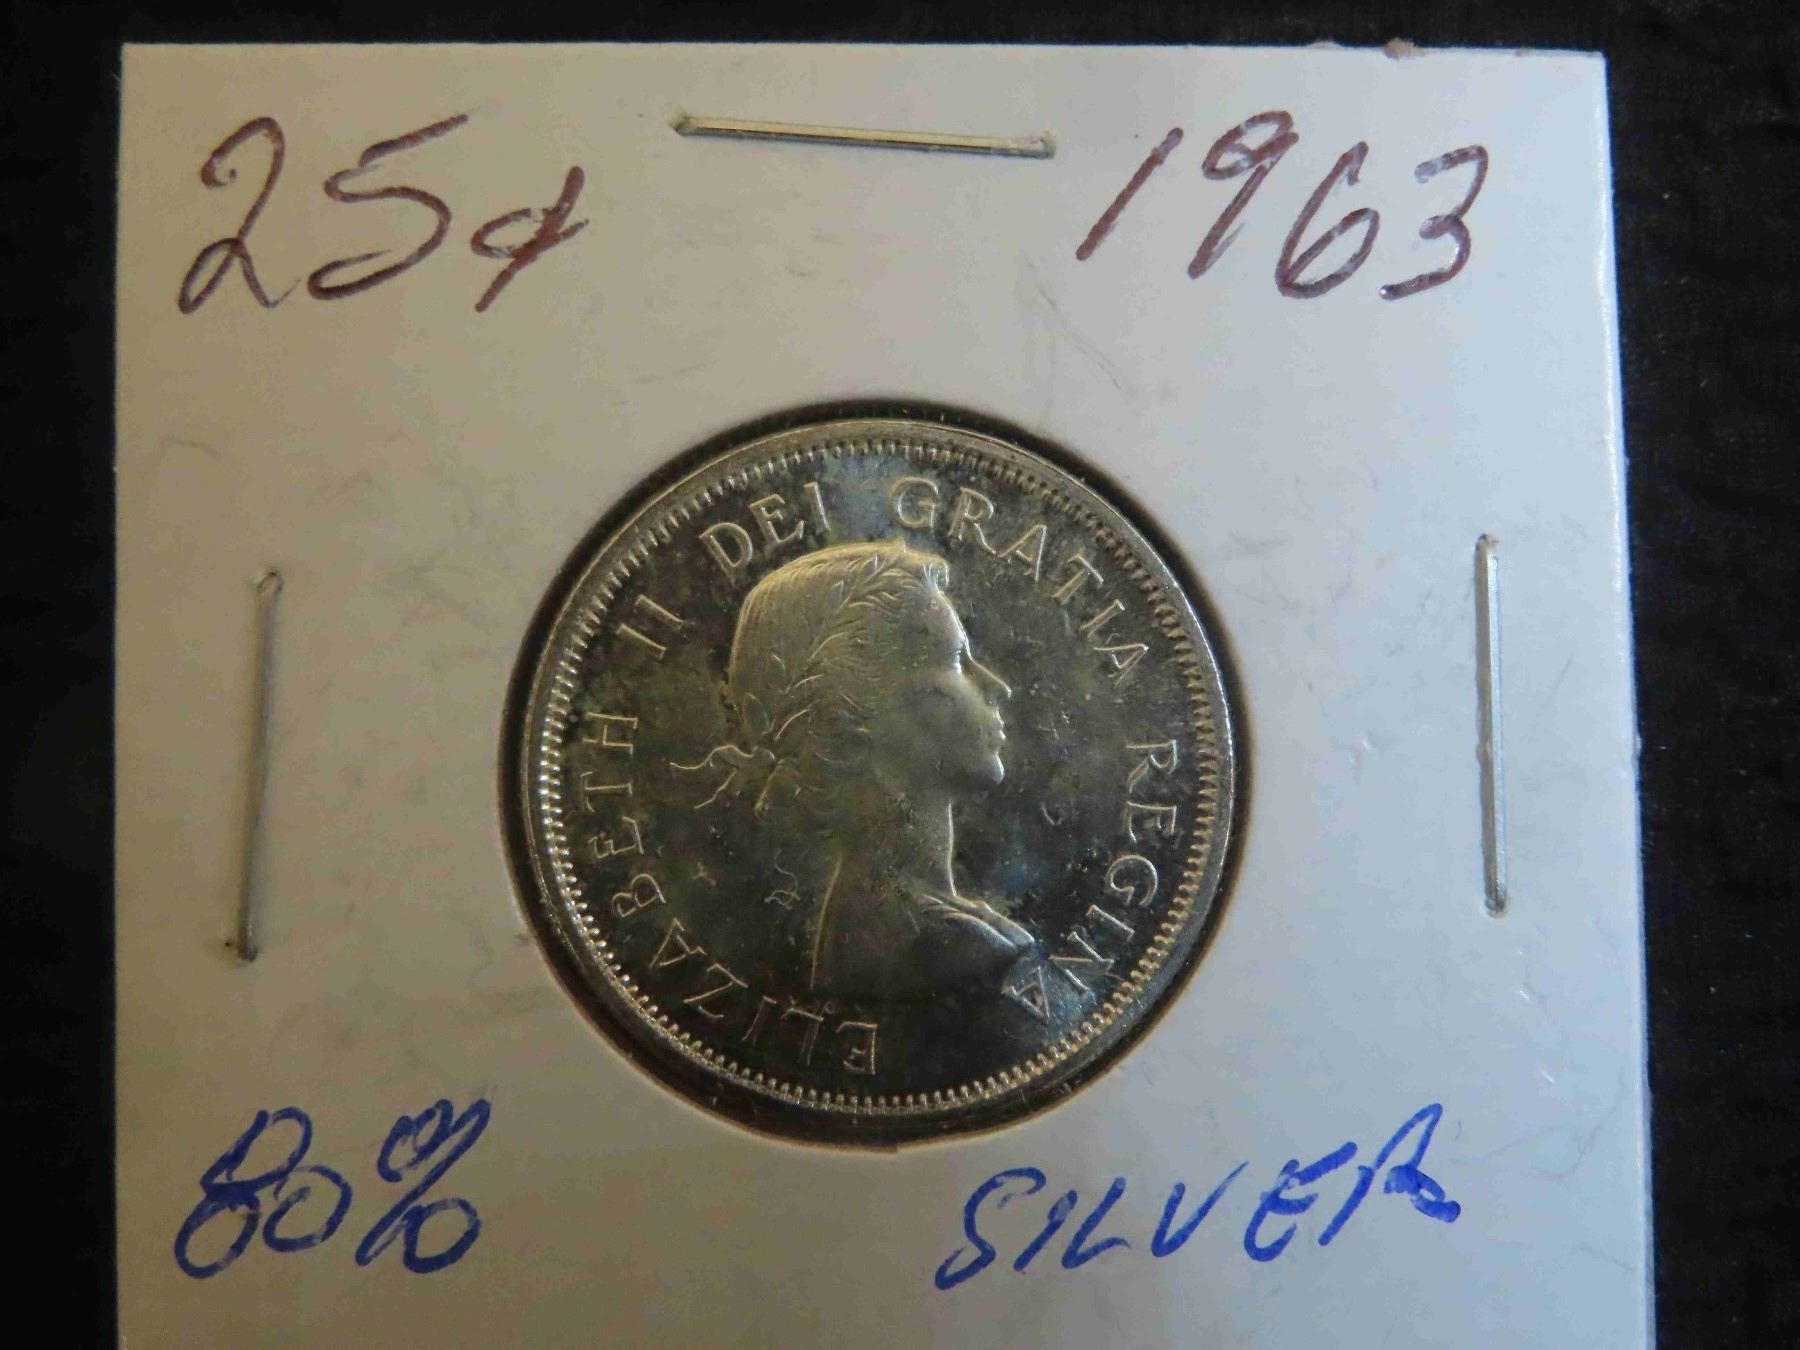 25¢ 1963
ELIZABETH II DEI GRATIA REGINA
80% SILVER